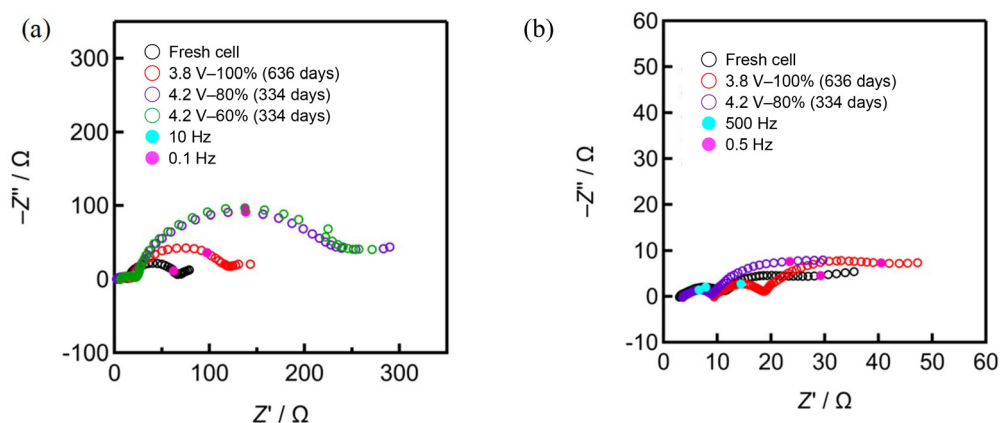 (a)
300
200
100
0
-100
–Z" / Ω
Fresh cell
3.8 V–100% (636 days)
4.2 V–80% (334 days)
4.2 V–60% (334 days)
10 Hz
0.1 Hz
0 100 200 300
Z' / Ω
(b)
60
50
40
30
20
10
0
-10
–Z" / Ω
Fresh cell
3.8 V–100% (636 days)
4.2 V–80% (334 days)
500 Hz
0.5 Hz
0 10 20 30 40 50 60
Z' / Ω